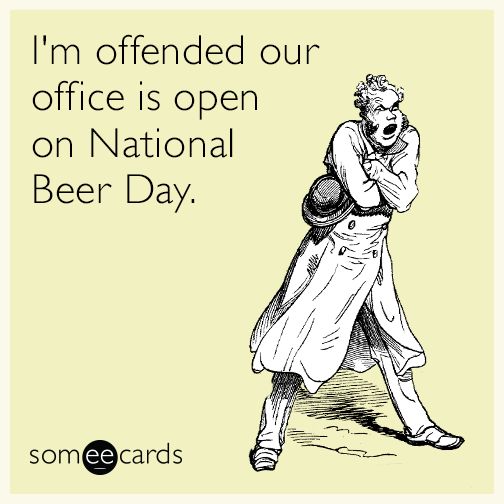 I'm offended our
office is open
on National
Beer Day.
someecards